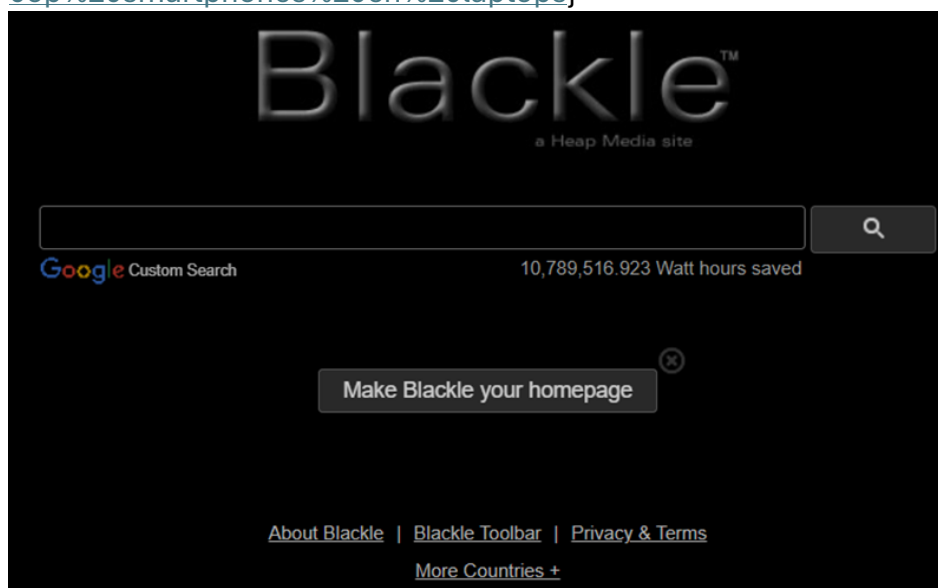 Blackle™
a Heap Media site
Google Custom Search
10,789,516.923 Watt hours saved
Make Blackle your homepage
About Blackle | Blackle Toolbar | Privacy & Terms
More Countries +